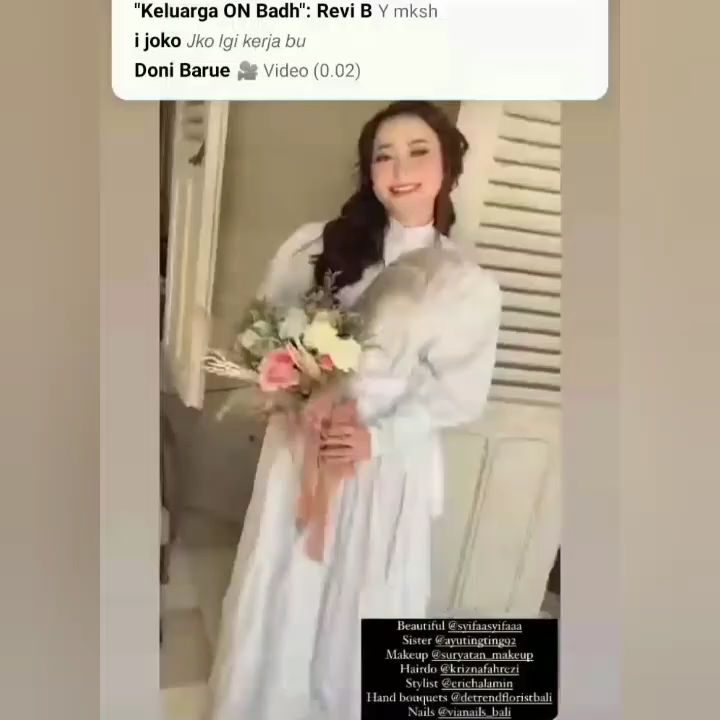 "Keluarga ON Badh": Revi B Y mksh
i joko Jko lgi kerja bu
Doni Barue 🎥 Video (0.02)
Beautiful @syifaasyifaaa
Sister @ayutingting92
Makeup @suryatan_makeup
Hairdo @kriznafahrezi
Stylist @erichalamin
Hand bouquets @detrendfloristbali
Nails @vianails_bali